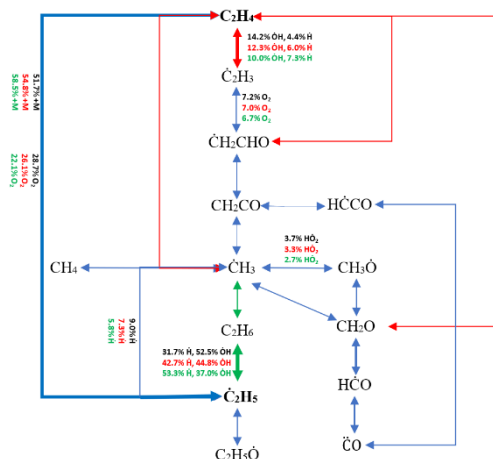 C₂H₄
14.2% ȮH, 4.4% Ḣ
12.3% ȮH, 6.0% Ḣ
10.0% ȮH, 7.3% Ḣ
Ċ₂H₃
7.2% O₂
7.0% O₂
6.7% O₂
ĊH₂CHO
51.7% +M
54.8% +M
58.5% +M
28.7% O₂
26.1% O₂
22.1% O₂
CH₂CO
HĊCO
3.7% HȮ₂
3.3% HȮ₂
2.7% HȮ₂
CH₄
ĊH₃
CH₃Ȯ
9.0% Ḣ
7.3% Ḣ
5.8% Ḣ
C₂H₆
CH₂O
31.7% Ḣ, 52.5% ȮH
42.7% Ḣ, 44.8% ȮH
53.3% Ḣ, 37.0% ȮH
HĊO
Ċ₂H₅
C̈O
C₂H₅Ȯ